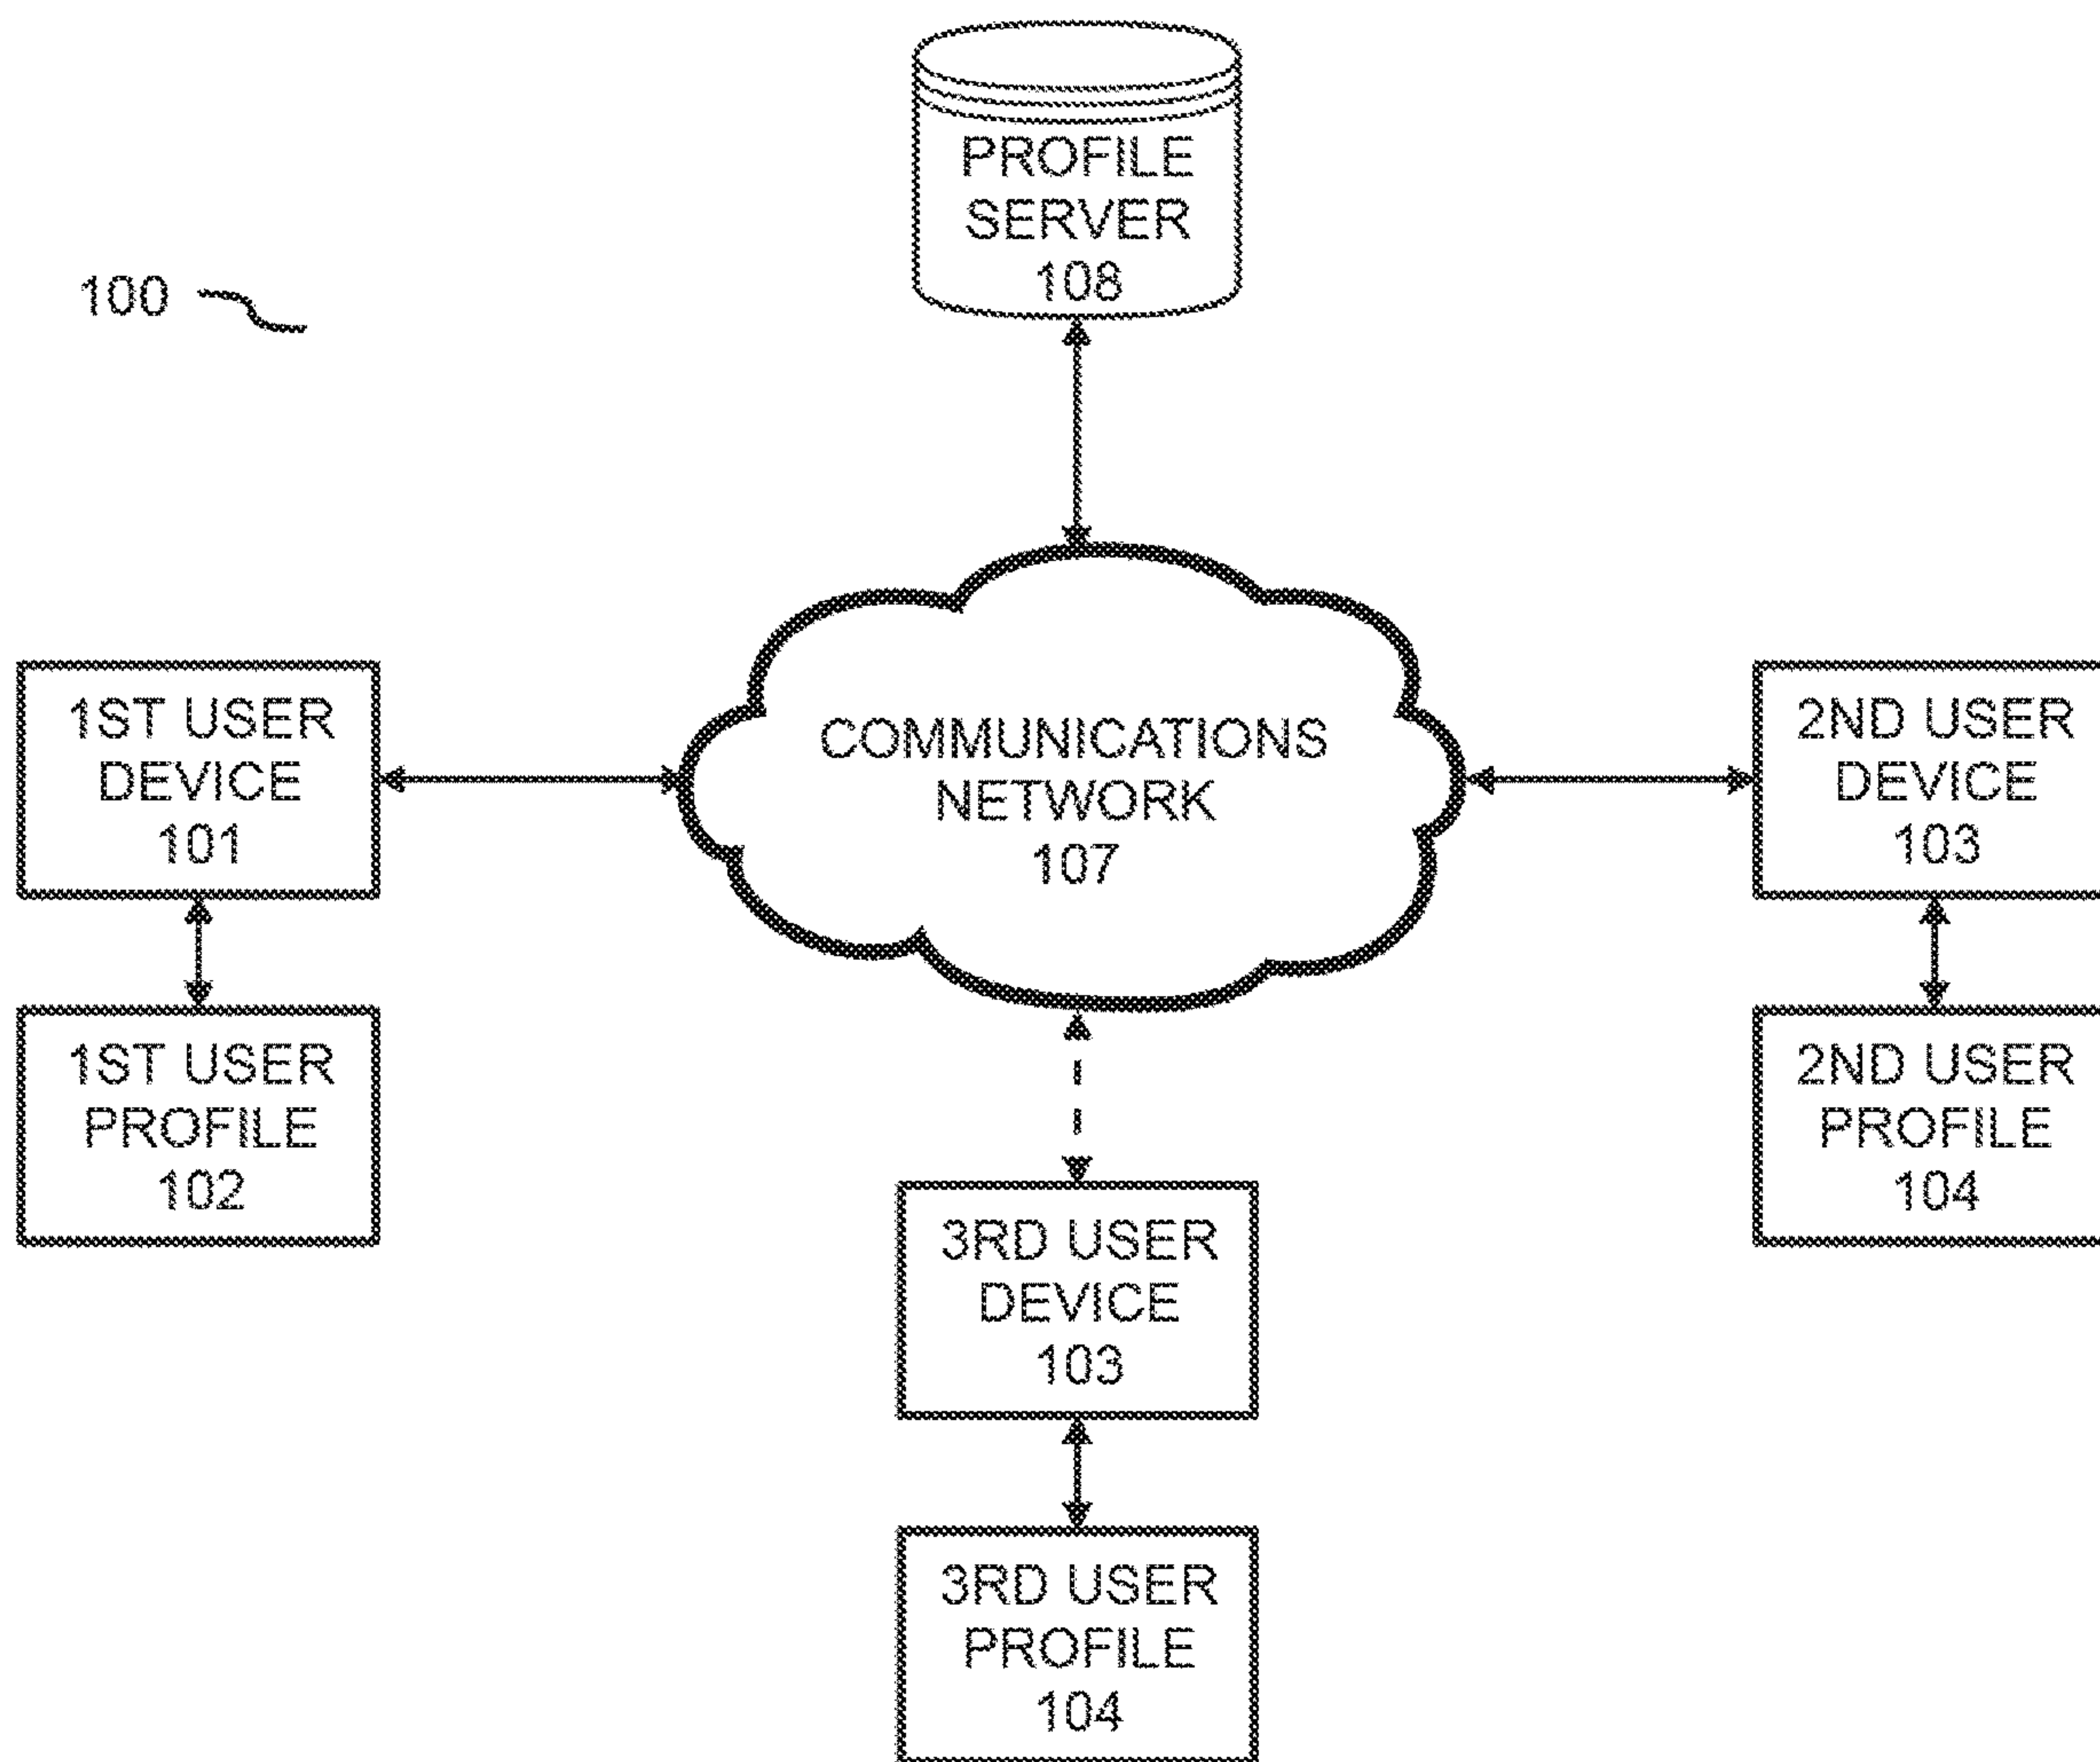 PROFILE
SERVER
108
100
1ST USER
DEVICE
101
COMMUNICATIONS
NETWORK
107
2ND USER
DEVICE
103
1ST USER
PROFILE
102
2ND USER
PROFILE
104
3RD USER
DEVICE
103
3RD USER
PROFILE
104